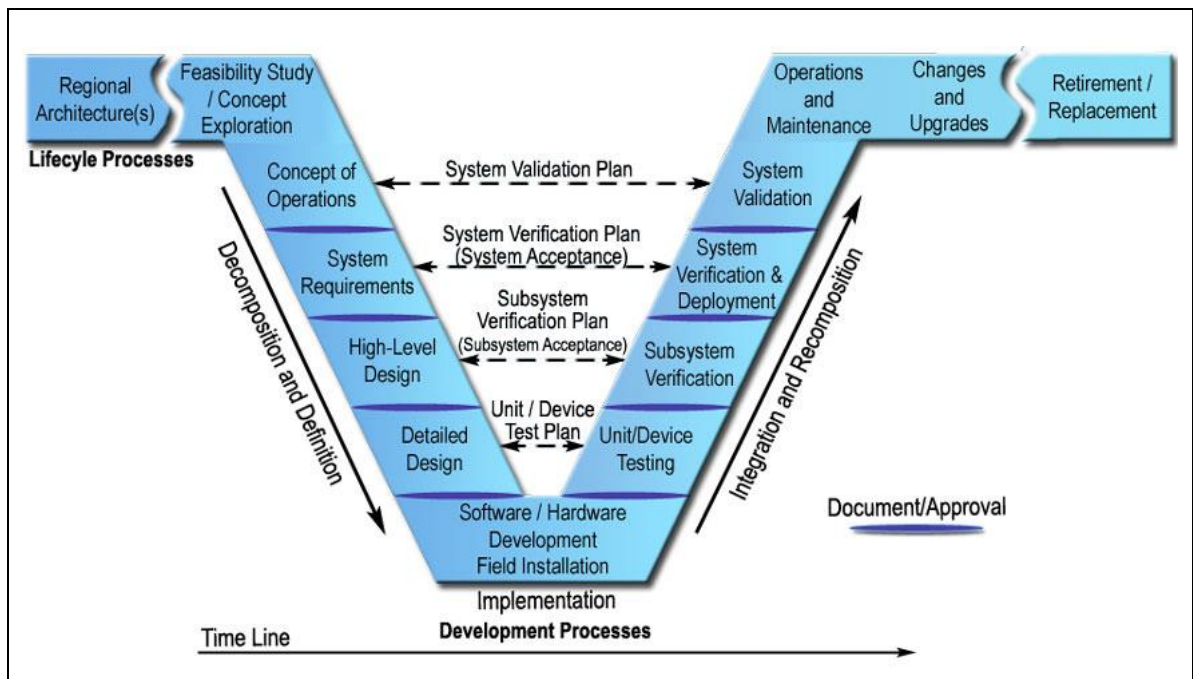 Regional
Architecture(s)
Feasibility Study
/ Concept
Exploration
Operations
and
Maintenance
Changes
and
Upgrades
Retirement /
Replacement
Lifecyle Processes
Concept of
Operations
System Validation Plan
System
Validation
System
Requirements
System Verification Plan
(System Acceptance)
System
Verification &
Deployment
High-Level
Design
Subsystem
Verification Plan
(Subsystem Acceptance)
Subsystem
Verification
Detailed
Design
Unit / Device
Test Plan
Unit/Device
Testing
Decomposition and Definition
Integration and Recomposition
Software / Hardware
Development
Field Installation
Document/Approval
Implementation
Development Processes
Time Line